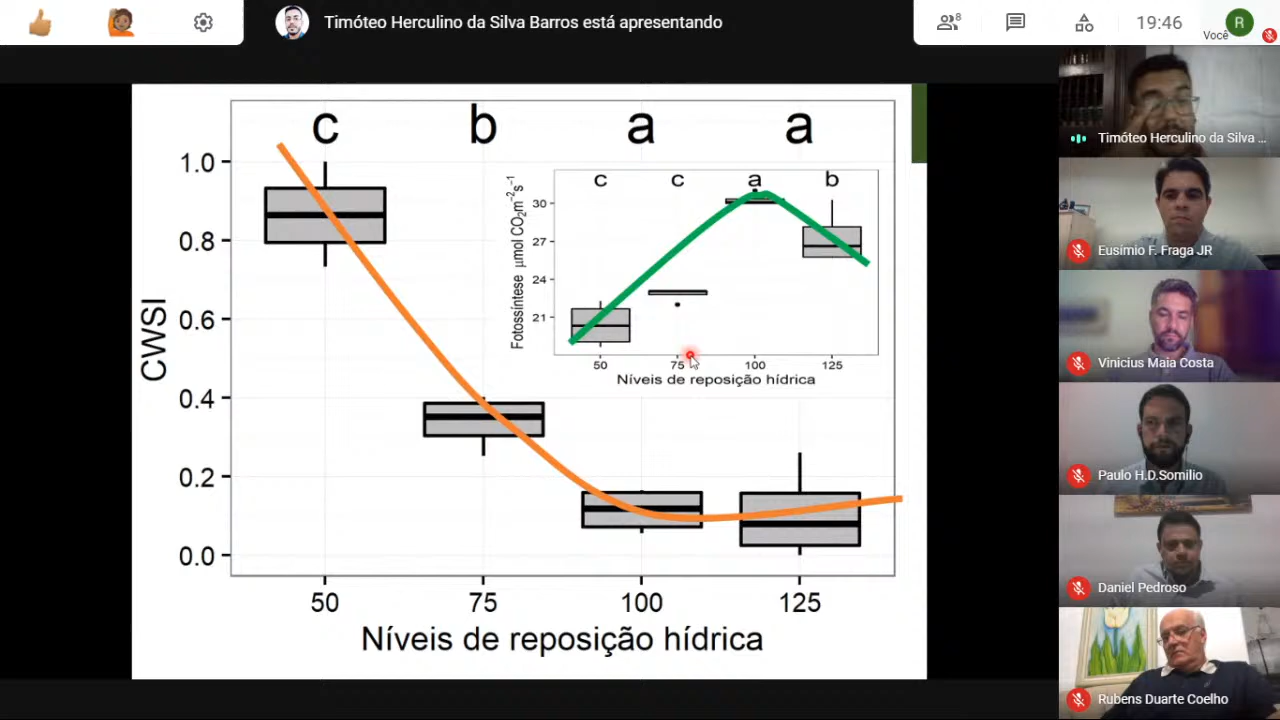 Timóteo Herculino da Silva Barros está apresentando
8
19:46
R
Você
c b a a
1.0
0.8
0.6
0.4
0.2
0.0
CWSI
50 75 100 125
Níveis de reposição hídrica
c c a b
30
27
24
21
Fotossíntese µmol CO₂m⁻²s⁻¹
50 75 100 125
Níveis de reposição hídrica
Timóteo Herculino da Silva ...
Eusímio F. Fraga JR
Vinicius Maia Costa
Paulo H.D.Somilio
Daniel Pedroso
Rubens Duarte Coelho